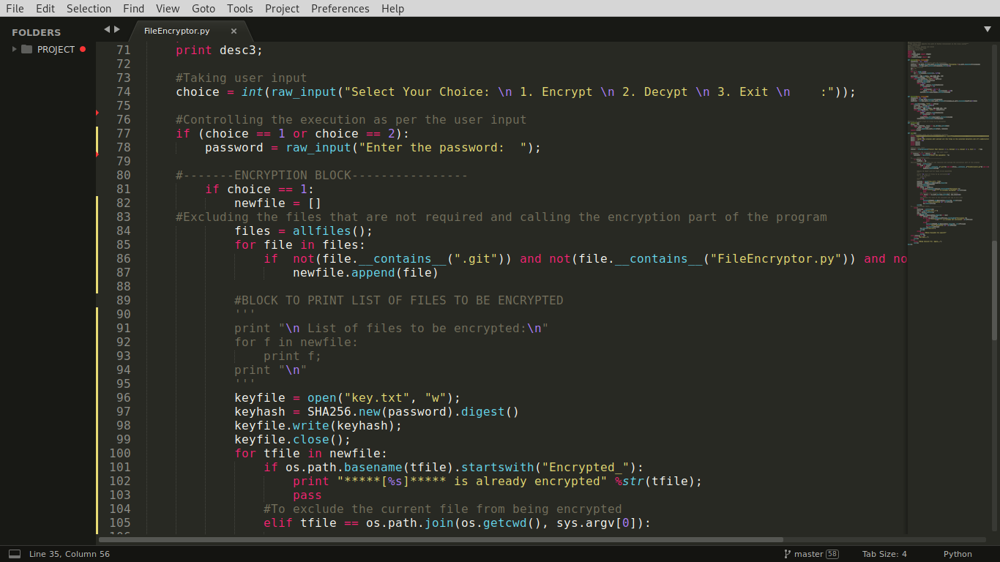 File Edit Selection Find View Goto Tools Project Preferences Help
FOLDERS
PROJECT
FileEncryptor.py ×
71 print desc3;
72
73 #Taking user input
74 choice = int(raw_input("Select Your Choice: \n 1. Encrypt \n 2. Decypt \n 3. Exit \n    :"));
75
76 #Controlling the execution as per the user input
77 if (choice == 1 or choice == 2):
78 password = raw_input("Enter the password:  ");
79
80 #-------ENCRYPTION BLOCK----------------
81 if choice == 1:
82 newfile = []
83 #Excluding the files that are not required and calling the encryption part of the program
84 files = allfiles();
85 for file in files:
86 if  not(file.__contains__(".git")) and not(file.__contains__("FileEncryptor.py")) and no
87 newfile.append(file)
88
89 #BLOCK TO PRINT LIST OF FILES TO BE ENCRYPTED
90 '''
91 print "\n List of files to be encrypted:\n"
92 for f in newfile:
93 print f;
94 print "\n"
95 '''
96 keyfile = open("key.txt", "w");
97 keyhash = SHA256.new(password).digest()
98 keyfile.write(keyhash);
99 keyfile.close();
100 for tfile in newfile:
101 if os.path.basename(tfile).startswith("Encrypted_"):
102 print "*****[%s]***** is already encrypted" %str(tfile);
103 pass
104 #To exclude the current file from being encrypted
105 elif tfile == os.path.join(os.getcwd(), sys.argv[0]):
Line 35, Column 56
master 58
Tab Size: 4
Python